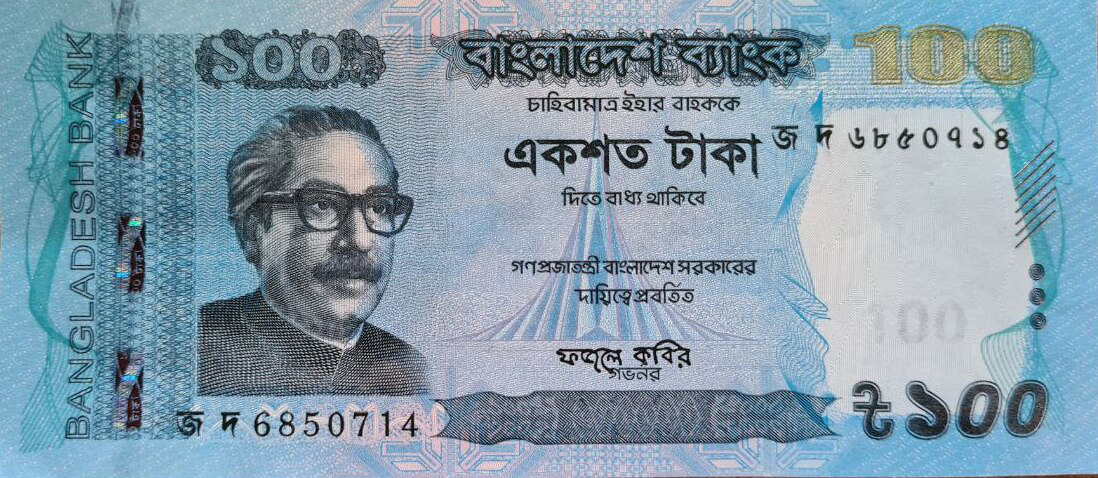 ১০০
বাংলাদেশ ব্যাংক
100
BANGLADESH BANK
চাহিবামাত্র ইহার বাহককে
একশত টাকা
জ দ ৬৮৫০৭১৪
দিতে বাধ্য থাকিবে
গণপ্রজাতন্ত্রী বাংলাদেশ সরকারের
দায়িত্বে প্রবর্তিত
100
ফজলে কবির
গভর্নর
জ দ 6850714
৳১০০